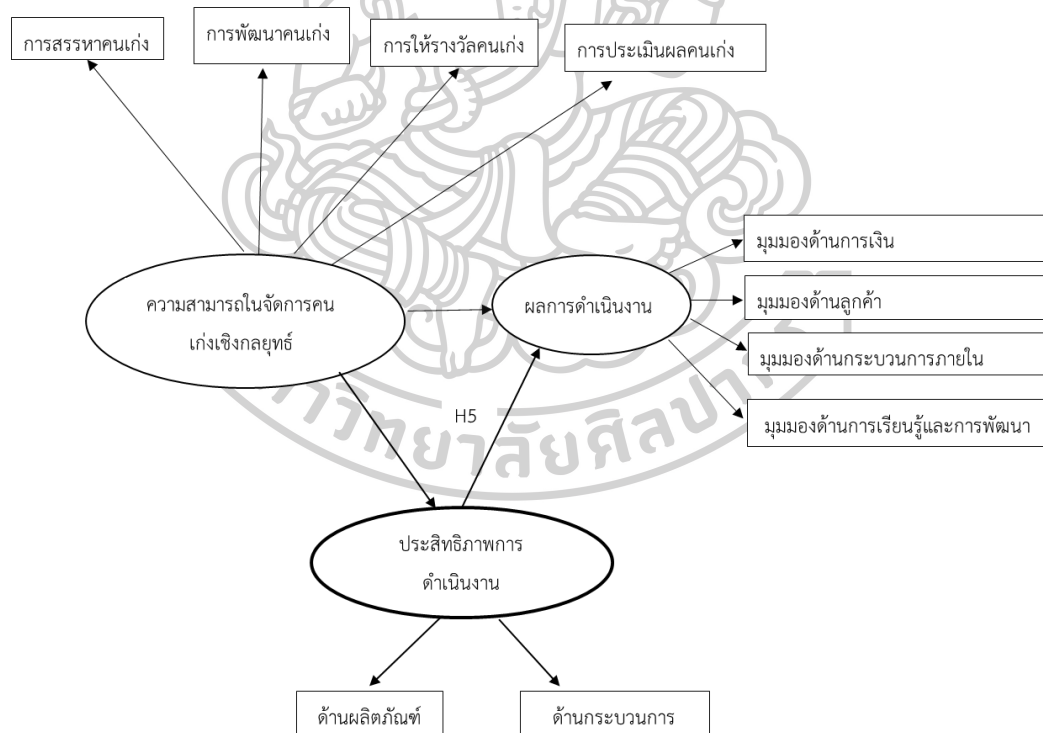 การสรรหาคนเก่ง
การพัฒนาคนเก่ง
การให้รางวัลคนเก่ง
การประเมินผลคนเก่ง
ความสามารถในจัดการคน
เก่งเชิงกลยุทธ์
ผลการดำเนินงาน
มุมมองด้านการเงิน
มุมมองด้านลูกค้า
มุมมองด้านกระบวนการภายใน
มุมมองด้านการเรียนรู้และการพัฒนา
H5
ประสิทธิภาพการ
ดำเนินงาน
ด้านผลิตภัณฑ์
ด้านกระบวนการ